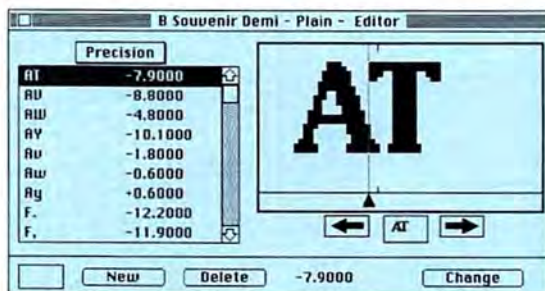 B Souvenir Demi - Plain - Editor
Precision
AT -7.9000
AV -8.8000
AW -4.8000
AY -10.1000
Av -1.8000
Aw -0.6000
Ay +0.6000
F. -12.2000
F, -11.9000
AT
AT
New Delete -7.9000 Change